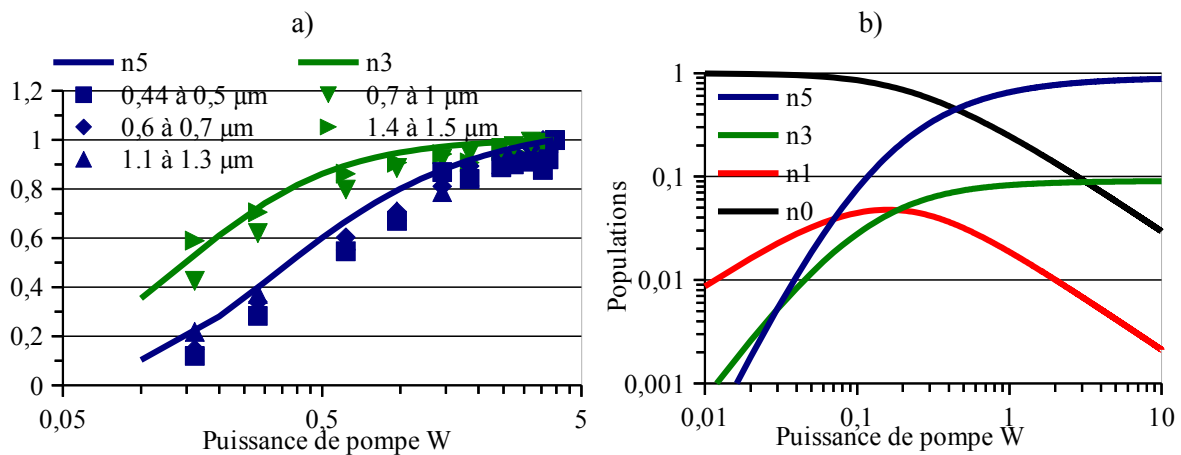 a)
n5
n3
0,44 à 0,5 µm
0,7 à 1 µm
0,6 à 0,7 µm
1.4 à 1.5 µm
1.1 à 1.3 µm
1,2
1
0,8
0,6
0,4
0,2
0
0,05
0,5
5
Puissance de pompe W
b)
Populations
1
0,1
0,01
0,001
n5
n3
n1
n0
0,01
0,1
1
10
Puissance de pompe W